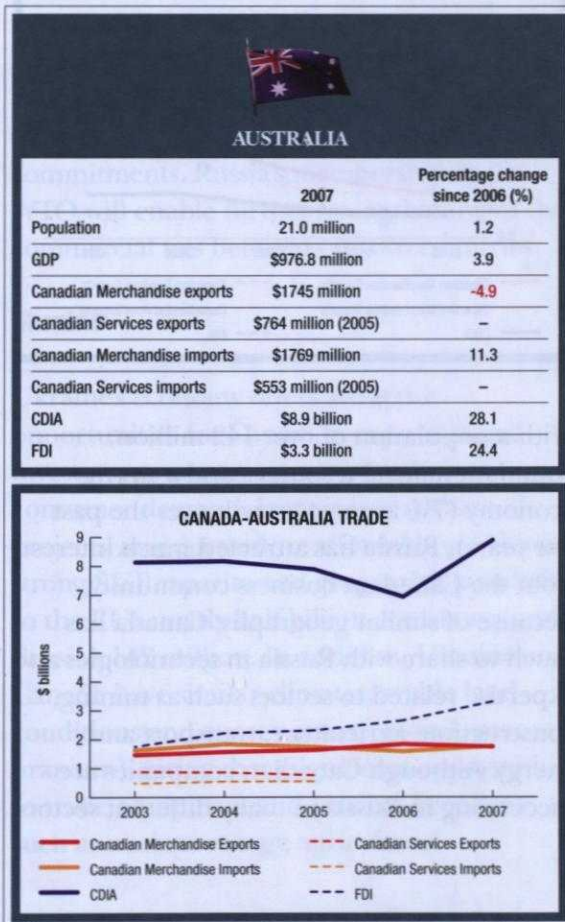 AUSTRALIA
2007 Percentage change since 2006 (%)
Population 21.0 million 1.2
GDP $976.8 million 3.9
Canadian Merchandise exports $1745 million -4.9
Canadian Services exports $764 million (2005) –
Canadian Merchandise imports $1769 million 11.3
Canadian Services imports $553 million (2005) –
CDIA $8.9 billion 28.1
FDI $3.3 billion 24.4
CANADA-AUSTRALIA TRADE
$ billions
9
8
7
6
5
4
3
2
1
0
2003 2004 2005 2006 2007
Canadian Merchandise Exports Canadian Services Exports
Canadian Merchandise Imports Canadian Services Imports
CDIA FDI